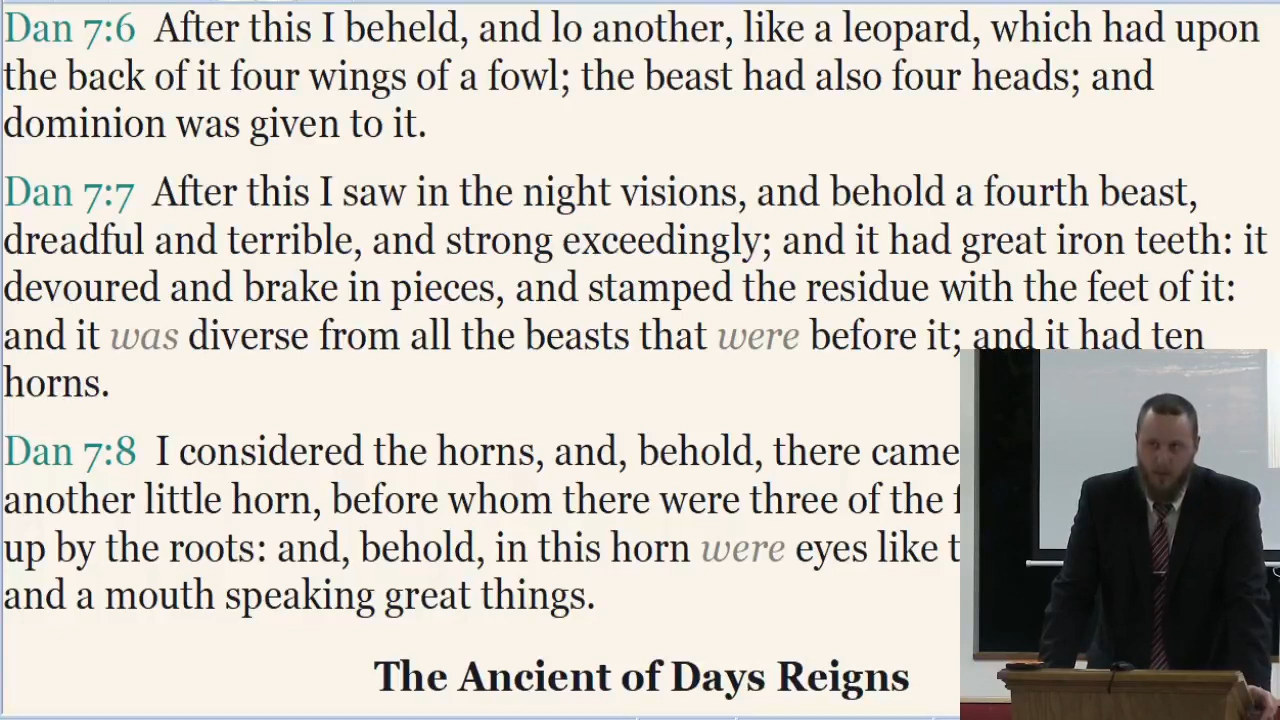 Dan 7:6 After this I beheld, and lo another, like a leopard, which had upon
the back of it four wings of a fowl; the beast had also four heads; and
dominion was given to it.
Dan 7:7 After this I saw in the night visions, and behold a fourth beast,
dreadful and terrible, and strong exceedingly; and it had great iron teeth: it
devoured and brake in pieces, and stamped the residue with the feet of it:
and it was diverse from all the beasts that were before it; and it had ten
horns.
Dan 7:8 I considered the horns, and, behold, there came
another little horn, before whom there were three of the
up by the roots: and, behold, in this horn were eyes like
and a mouth speaking great things.
The Ancient of Days Reigns